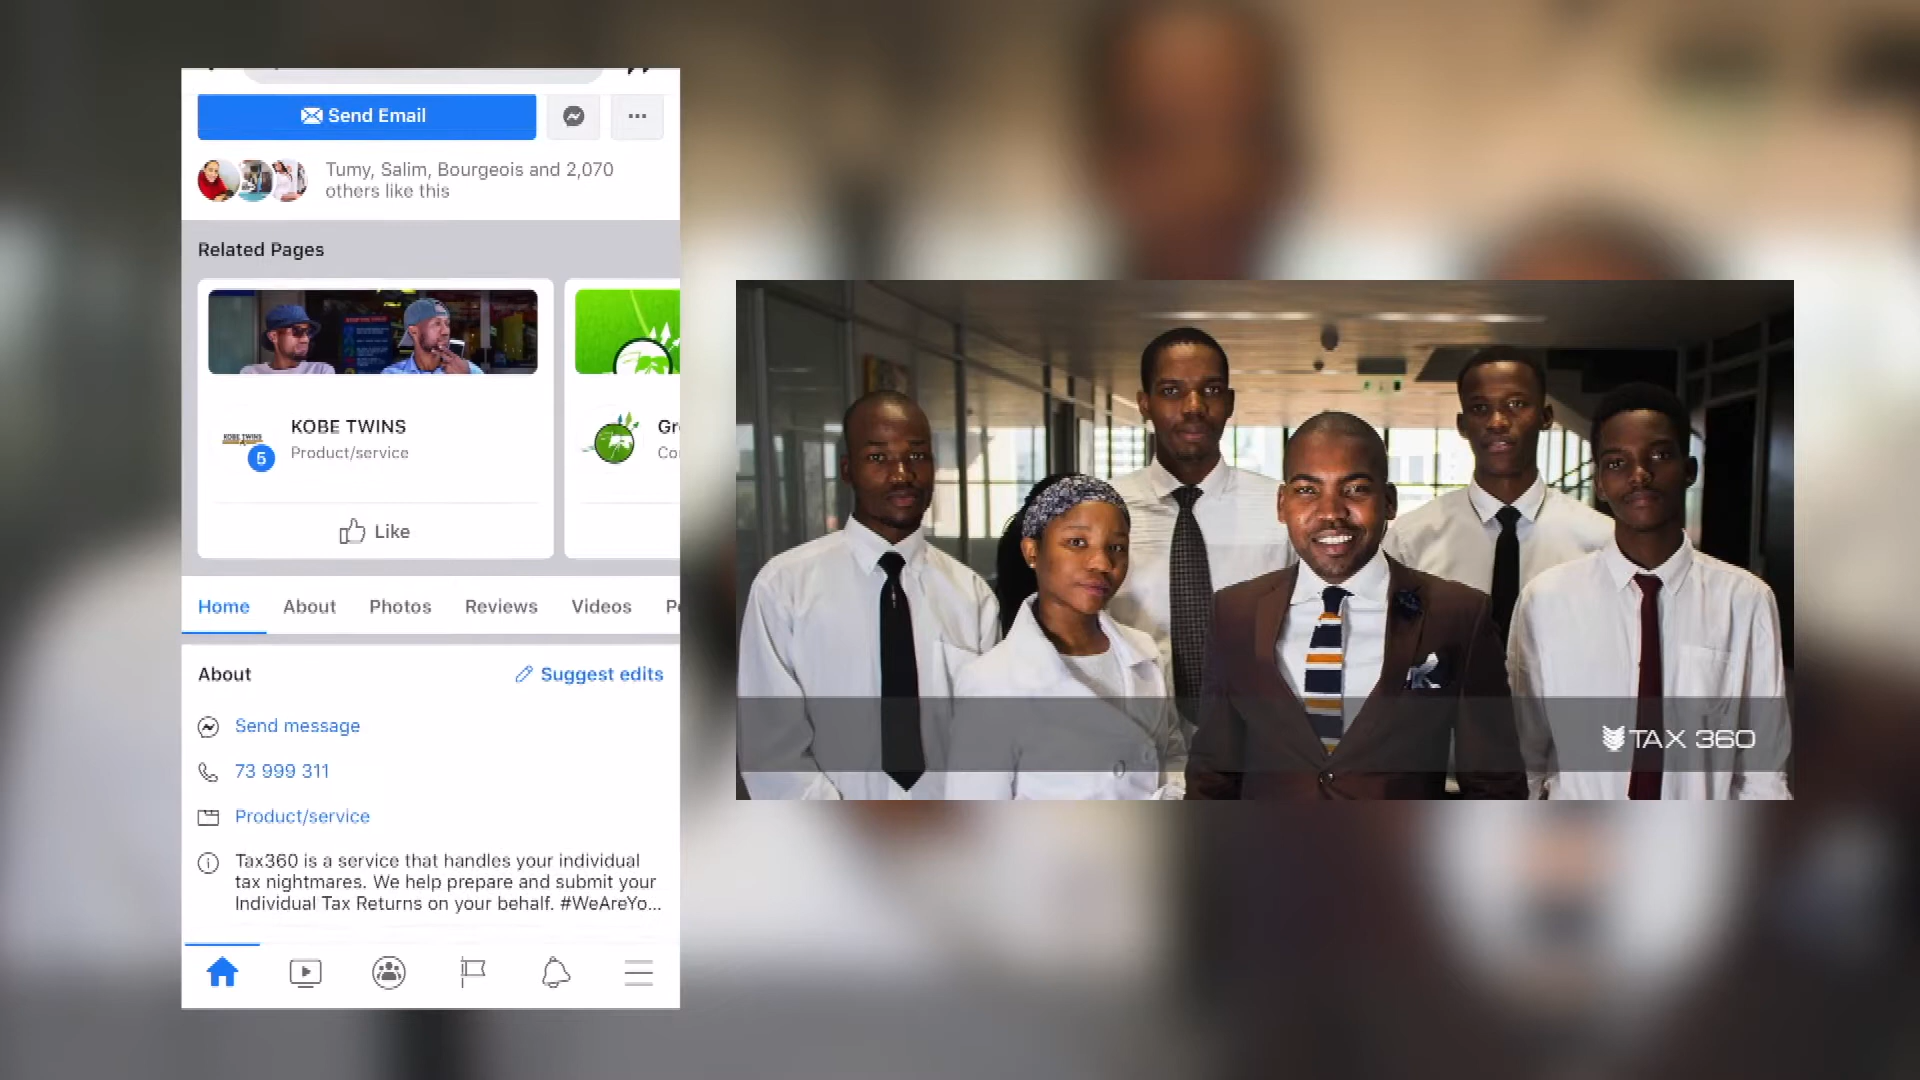 Send Email
Tumy, Salim, Bourgeois and 2,070
others like this
Related Pages
KOBE TWINS
KOBE TWINS
5
Product/service
Like
Home About Photos Reviews Videos
About
Suggest edits
Send message
73 999 311
Product/service
Tax360 is a service that handles your individual
tax nightmares. We help prepare and submit your
Individual Tax Returns on your behalf. #WeAreYo...
TAX 360